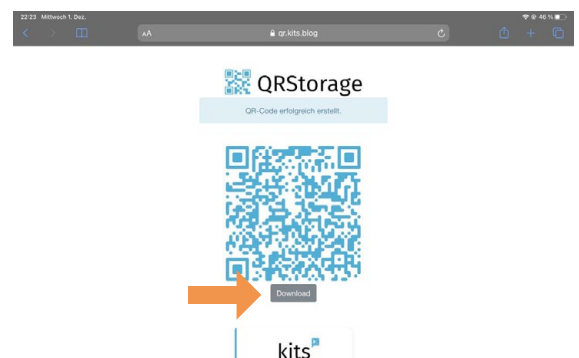 22:23 Mittwoch 1. Dez.
46 %
AA
qr.kits.blog
QRStorage
QR-Code erfolgreich erstellt.
Download
kits